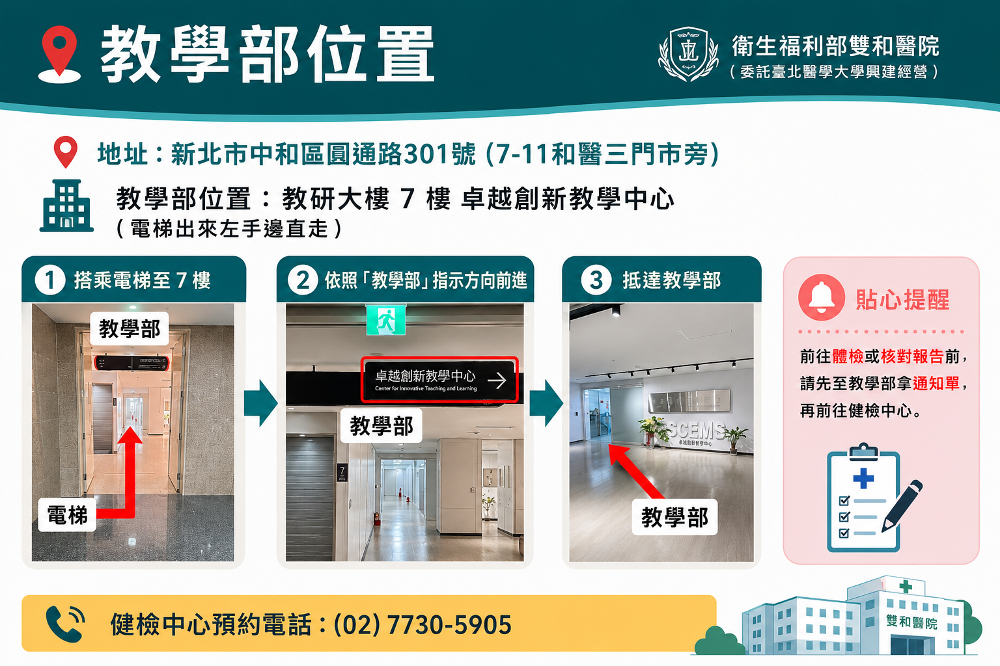 教學部位置
衛生福利部雙和醫院
(委託臺北醫學大學興建經營)
地址：新北市中和區圓通路301號 (7-11和醫三門市旁)
教學部位置：教研大樓 7 樓 卓越創新教學中心
(電梯出來左手邊直走)
1 搭乘電梯至 7 樓
教學部
電梯
2 依照「教學部」指示方向前進
卓越創新教學中心 →
Center for Innovative Teaching and Learning
教學部
7
3 抵達教學部
SCEMS
卓越創新教學中心
教學部
貼心提醒
前往體檢或核對報告前，
請先至教學部拿通知單，
再前往健檢中心。
健檢中心預約電話：(02) 7730-5905
雙和醫院